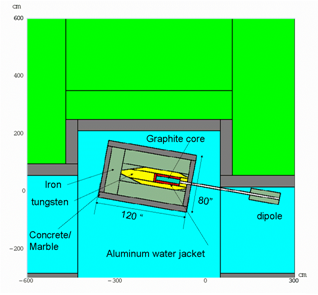 cm
600
400
200
0
−200
Graphite core
Iron
tungsten
80"
120 "
dipole
Concrete/
Marble
Aluminum water jacket
−600
−300
0
300
cm